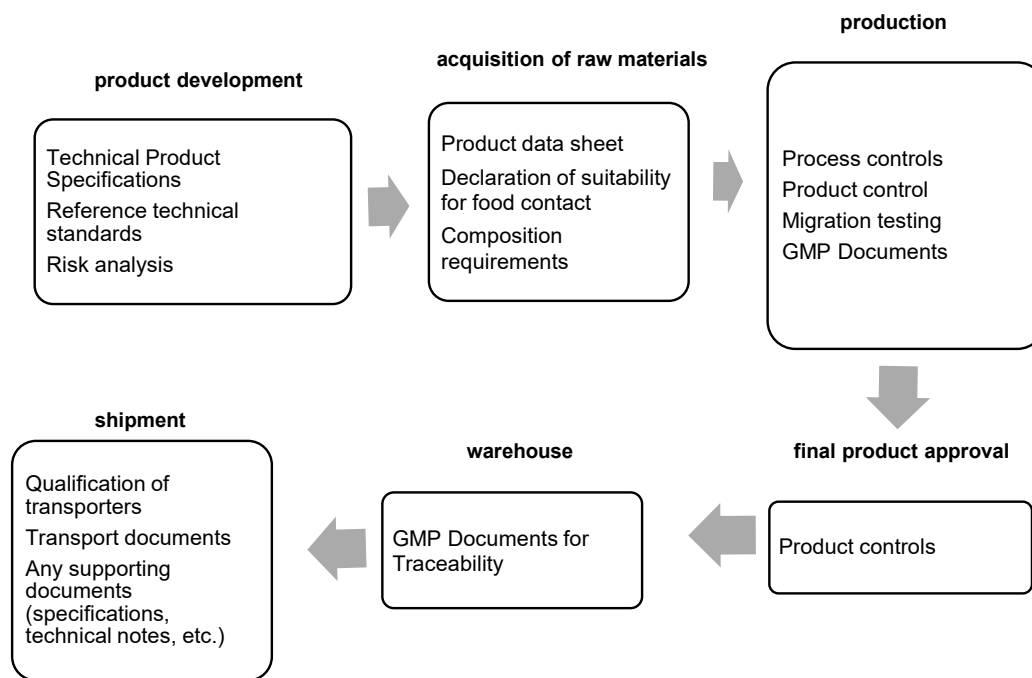 product development
Technical Product
Specifications
Reference technical
standards
Risk analysis
acquisition of raw materials
Product data sheet
Declaration of suitability
for food contact
Composition
requirements
production
Process controls
Product control
Migration testing
GMP Documents
final product approval
Product controls
warehouse
GMP Documents for
Traceability
shipment
Qualification of
transporters
Transport documents
Any supporting
documents
(specifications,
technical notes, etc.)